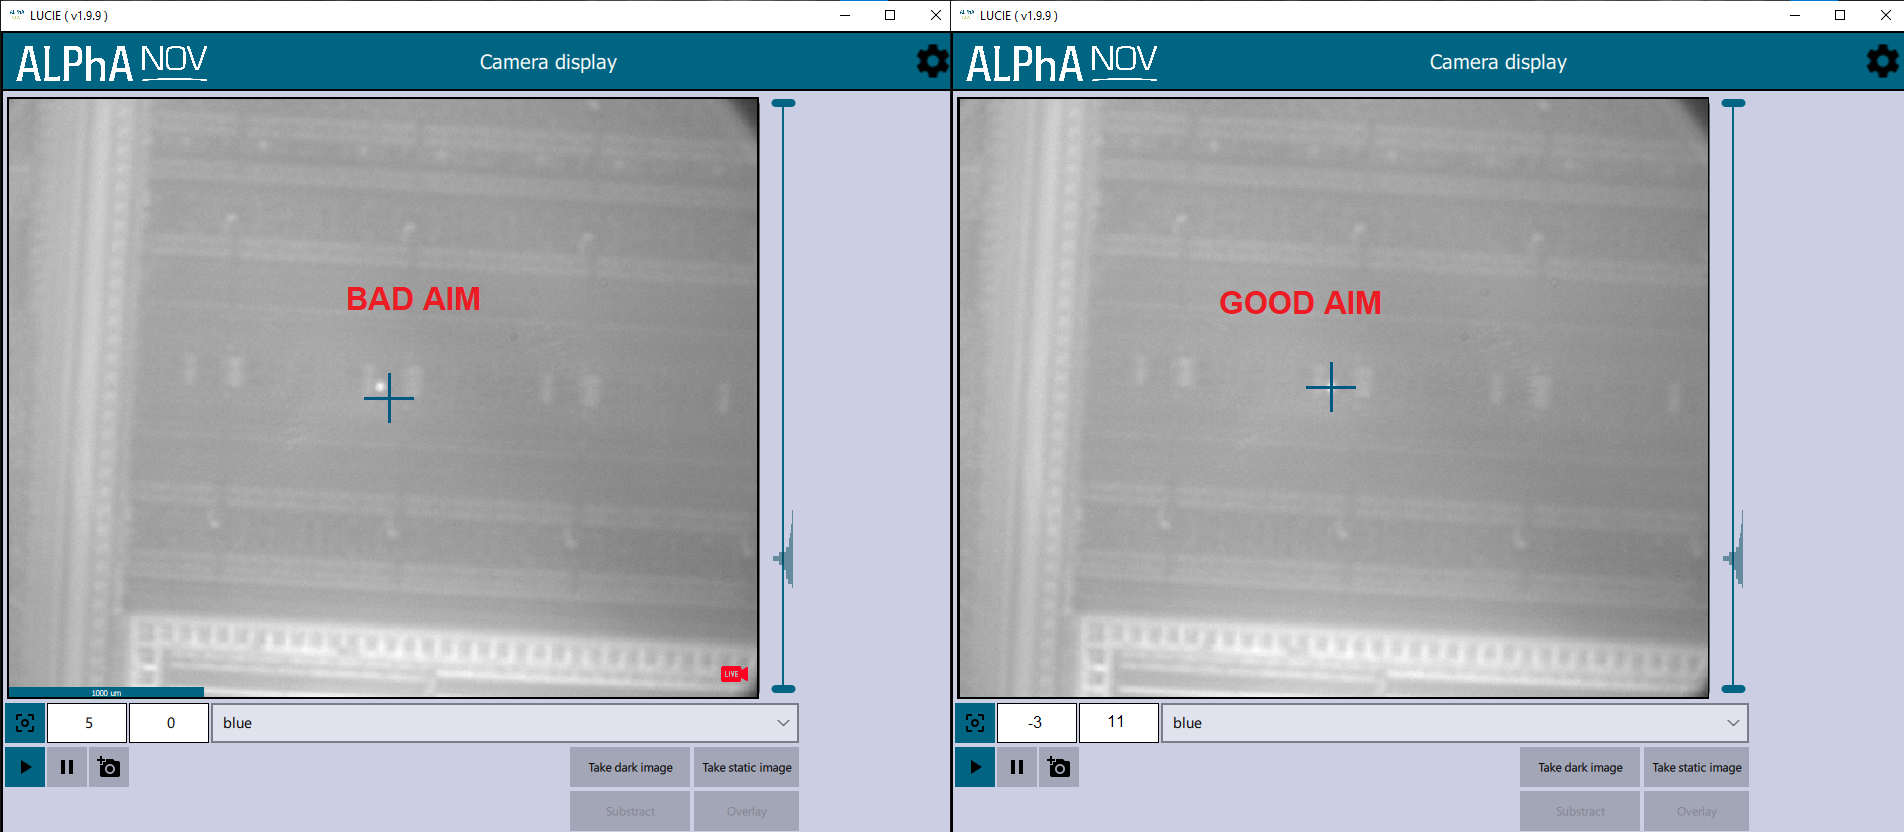 LUCIE ( v1.9.9 )
ALPhA NOV
Camera display
BAD AIM
LIVE
1000 um
5
0
blue
Take dark image
Take static image
Substract
Overlay
LUCIE ( v1.9.9 )
ALPhA NOV
Camera display
GOOD AIM
-3
11
blue
Take dark image
Take static image
Substract
Overlay